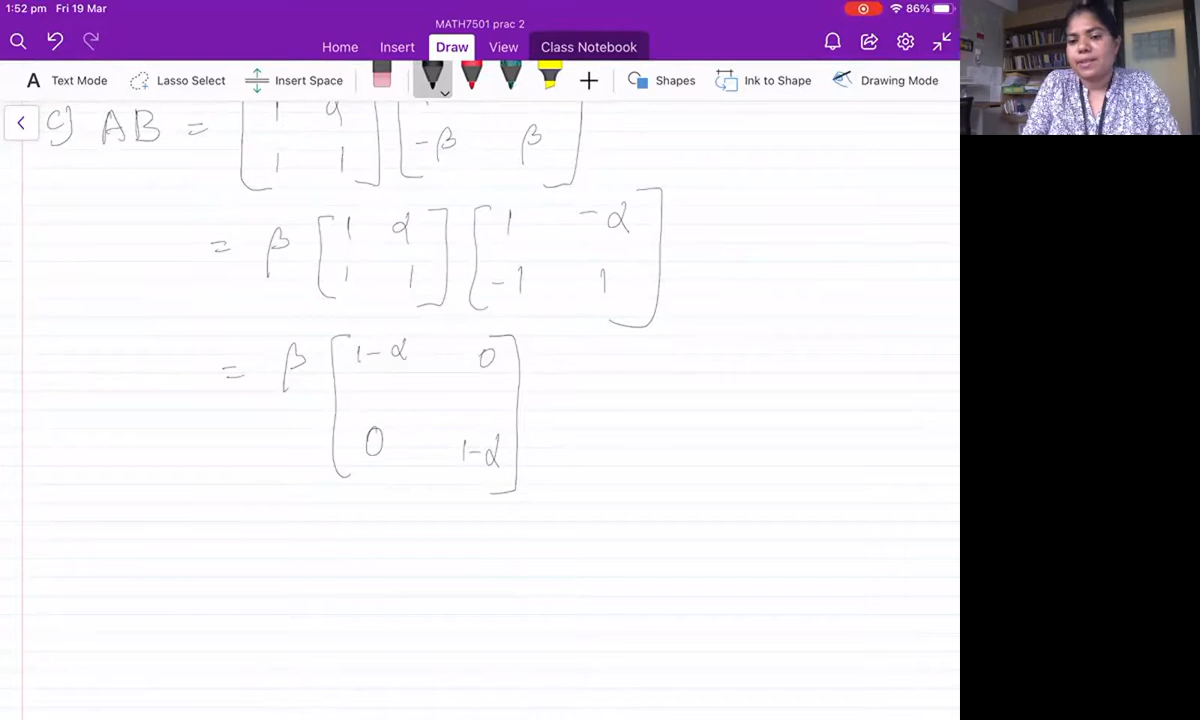 1:52 pm Fri 19 Mar
86%
MATH7501 prac 2
Home Insert Draw View Class Notebook
A Text Mode Lasso Select Insert Space Shapes Ink to Shape Drawing Mode
c) AB = [ 1 α ; 1 1 ] [ -β β ]
= β [ 1 α ; 1 1 ] [ 1 -α ; -1 1 ]
= β [ 1-α 0 ; 0 1-α ]